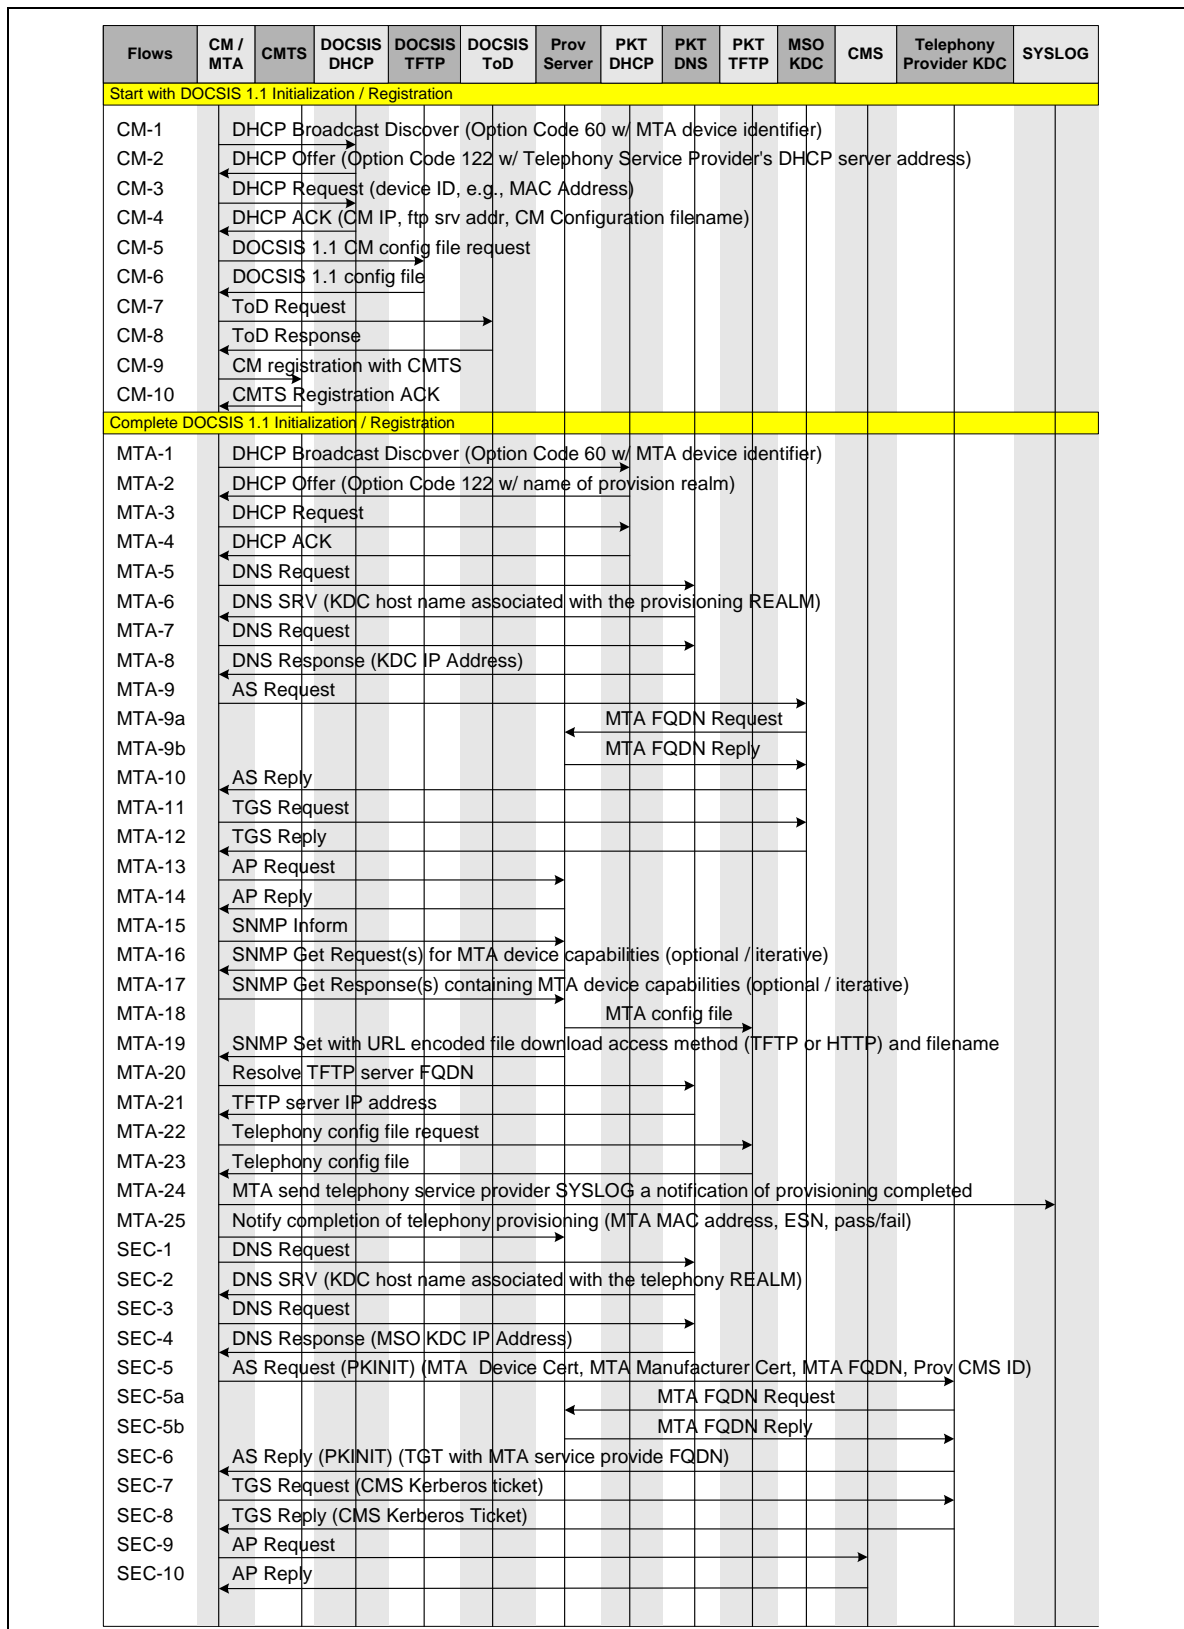 Flows CM / MTA CMTS DOCSIS DHCP DOCSIS TFTP DOCSIS ToD Prov Server PKT DHCP PKT DNS PKT TFTP MSO KDC CMS Telephony Provider KDC SYSLOG
Start with DOCSIS 1.1 Initialization / Registration
CM-1 DHCP Broadcast Discover (Option Code 60 w/ MTA device identifier)
CM-2 DHCP Offer (Option Code 122 w/ Telephony Service Provider's DHCP server address)
CM-3 DHCP Request (device ID, e.g., MAC Address)
CM-4 DHCP ACK (CM IP, ftp srv addr, CM Configuration filename)
CM-5 DOCSIS 1.1 CM config file request
CM-6 DOCSIS 1.1 config file
CM-7 ToD Request
CM-8 ToD Response
CM-9 CM registration with CMTS
CM-10 CMTS Registration ACK
Complete DOCSIS 1.1 Initialization / Registration
MTA-1 DHCP Broadcast Discover (Option Code 60 w/ MTA device identifier)
MTA-2 DHCP Offer (Option Code 122 w/ name of provision realm)
MTA-3 DHCP Request
MTA-4 DHCP ACK
MTA-5 DNS Request
MTA-6 DNS SRV (KDC host name associated with the provisioning REALM)
MTA-7 DNS Request
MTA-8 DNS Response (KDC IP Address)
MTA-9 AS Request
MTA-9a MTA FQDN Request
MTA-9b MTA FQDN Reply
MTA-10 AS Reply
MTA-11 TGS Request
MTA-12 TGS Reply
MTA-13 AP Request
MTA-14 AP Reply
MTA-15 SNMP Inform
MTA-16 SNMP Get Request(s) for MTA device capabilities (optional / iterative)
MTA-17 SNMP Get Response(s) containing MTA device capabilities (optional / iterative)
MTA-18 MTA config file
MTA-19 SNMP Set with URL encoded file download access method (TFTP or HTTP) and filename
MTA-20 Resolve TFTP server FQDN
MTA-21 TFTP server IP address
MTA-22 Telephony config file request
MTA-23 Telephony config file
MTA-24 MTA send telephony service provider SYSLOG a notification of provisioning completed
MTA-25 Notify completion of telephony provisioning (MTA MAC address, ESN, pass/fail)
SEC-1 DNS Request
SEC-2 DNS SRV (KDC host name associated with the telephony REALM)
SEC-3 DNS Request
SEC-4 DNS Response (MSO KDC IP Address)
SEC-5 AS Request (PKINIT) (MTA Device Cert, MTA Manufacturer Cert, MTA FQDN, Prov CMS ID)
SEC-5a MTA FQDN Request
SEC-5b MTA FQDN Reply
SEC-6 AS Reply (PKINIT) (TGT with MTA service provide FQDN)
SEC-7 TGS Request (CMS Kerberos ticket)
SEC-8 TGS Reply (CMS Kerberos Ticket)
SEC-9 AP Request
SEC-10 AP Reply